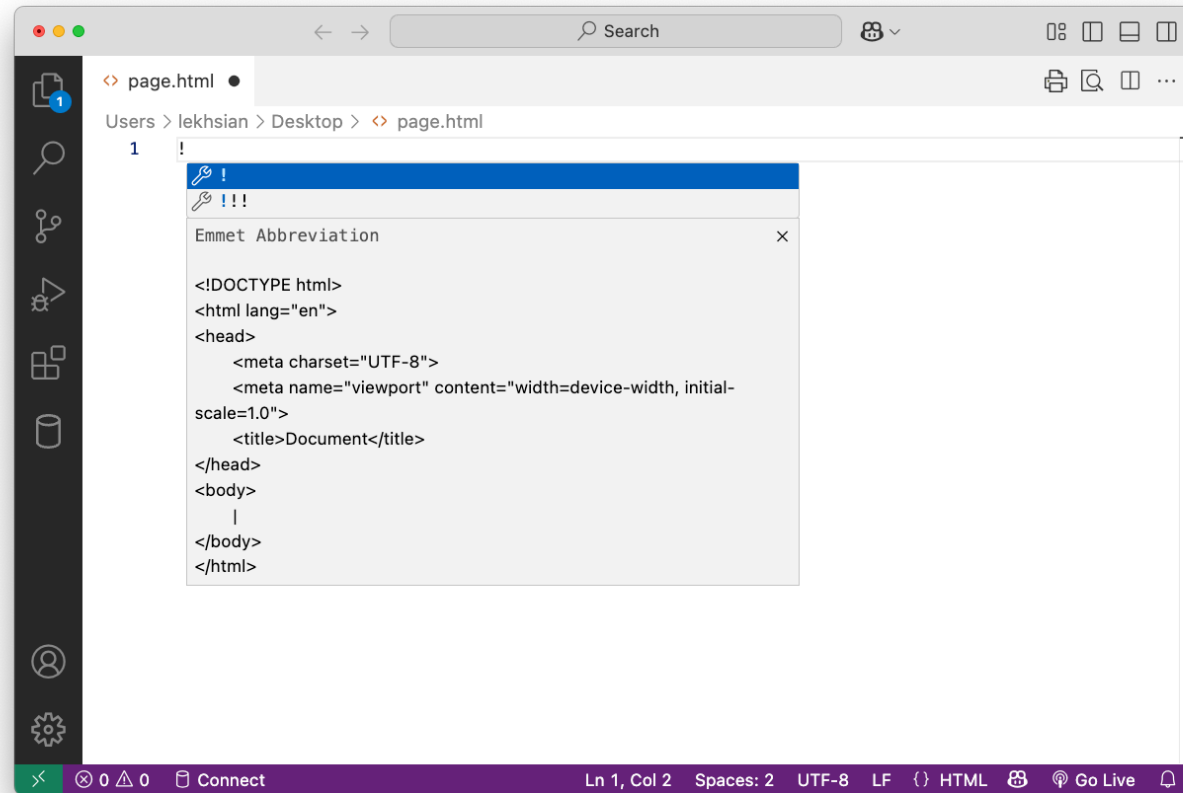 Search
page.html
1
Users > lekhsian > Desktop > <> page.html
1 !
!
!!!
Emmet Abbreviation
<!DOCTYPE html>
<html lang="en">
<head>
<meta charset="UTF-8">
<meta name="viewport" content="width=device-width, initial-
scale=1.0">
<title>Document</title>
</head>
<body>
|
</body>
</html>
0 0 Connect Ln 1, Col 2 Spaces: 2 UTF-8 LF {} HTML Go Live